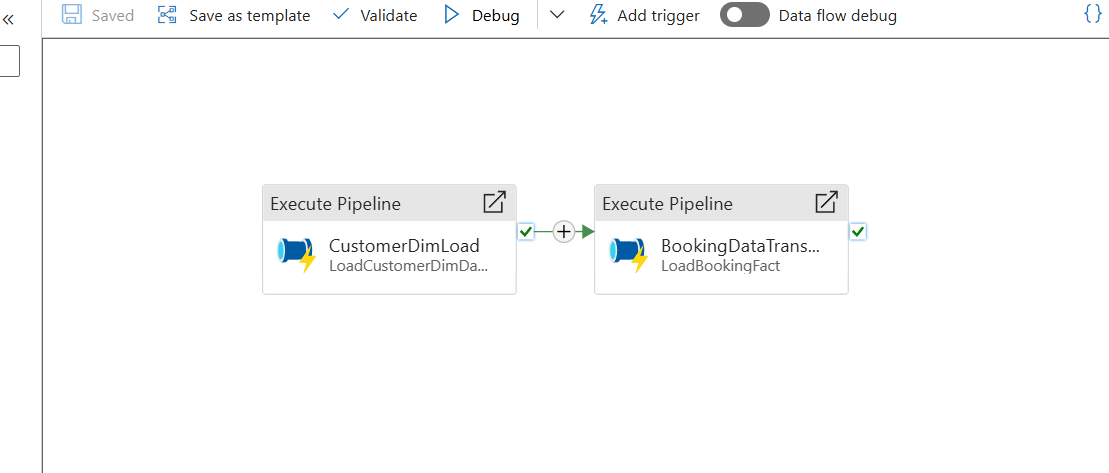 Saved
Save as template
Validate
Debug
Add trigger
Data flow debug
{}
Execute Pipeline
CustomerDimLoad
LoadCustomerDimDa...
Execute Pipeline
BookingDataTrans...
LoadBookingFact